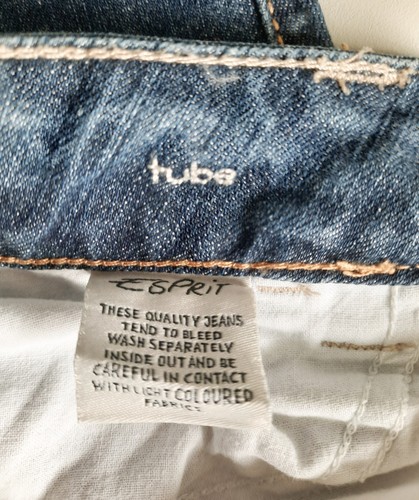 tube
ESPRIT
THESE QUALITY JEANS
TEND TO BLEED
WASH SEPARATELY
INSIDE OUT AND BE
CAREFUL IN CONTACT
WITH LIGHT COLOURED
FABRICS